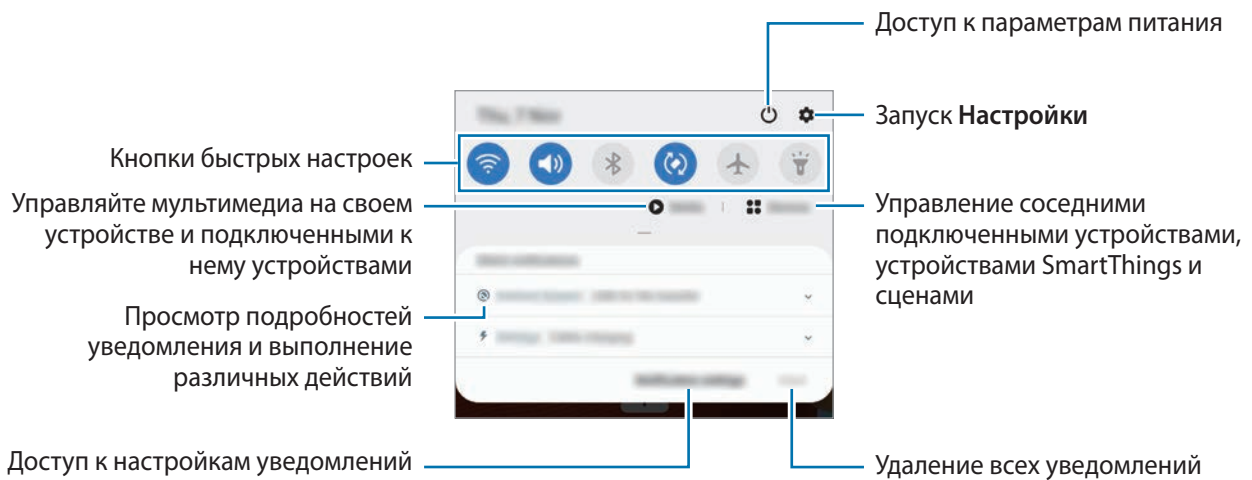 Доступ к параметрам питания
Запуск Настройки
Кнопки быстрых настроек
Управляйте мультимедиа на своем
устройстве и подключенными к
нему устройствами
Управление соседними
подключенными устройствами,
устройствами SmartThings и
сценами
Просмотр подробностей
уведомления и выполнение
различных действий
Доступ к настройкам уведомлений
Удаление всех уведомлений